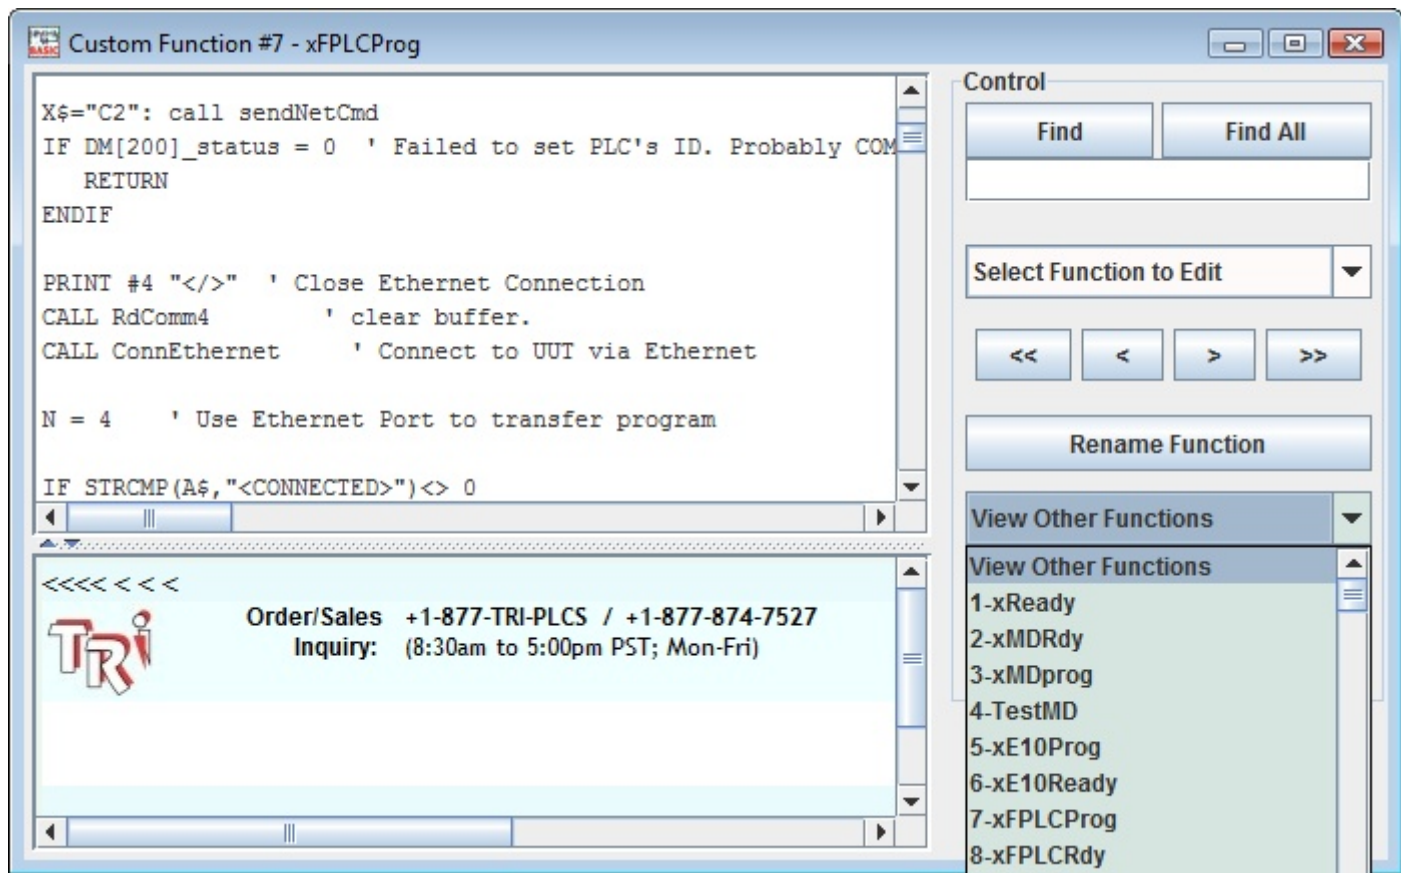 Custom Function #7 - xFPLCProg
X$="C2": call sendNetCmd
IF DM[200]_status = 0  ' Failed to set PLC's ID. Probably COM
RETURN
ENDIF
PRINT #4 "</>"  ' Close Ethernet Connection
CALL RdComm4  ' clear buffer.
CALL ConnEthernet  ' Connect to UUT via Ethernet
N = 4  ' Use Ethernet Port to transfer program
IF STRCMP(A$,"<CONNECTED>")<> 0
<<<< < < <
TRi
Order/Sales +1-877-TRI-PLCS / +1-877-874-7527
Inquiry: (8:30am to 5:00pm PST; Mon-Fri)
Control
Find Find All
Select Function to Edit
<< < > >>
Rename Function
View Other Functions
View Other Functions
1-xReady
2-xMDRdy
3-xMDprog
4-TestMD
5-xE10Prog
6-xE10Ready
7-xFPLCProg
8-xFPLCRdy